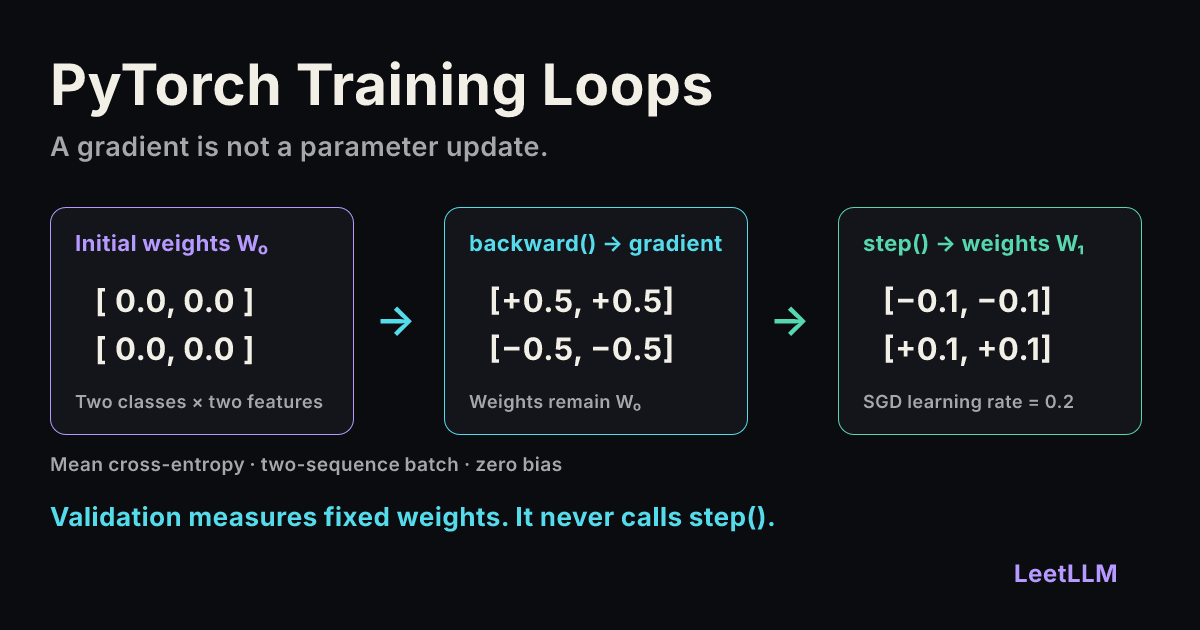 PyTorch Training Loops
A gradient is not a parameter update.
Initial weights W₀
[ 0.0, 0.0 ]
[ 0.0, 0.0 ]
Two classes × two features
→
backward() → gradient
[+0.5, +0.5]
[−0.5, −0.5]
Weights remain W₀
→
step() → weights W₁
[−0.1, −0.1]
[+0.1, +0.1]
SGD learning rate = 0.2
Mean cross-entropy · two-sequence batch · zero bias
Validation measures fixed weights. It never calls step().
LeetLLM